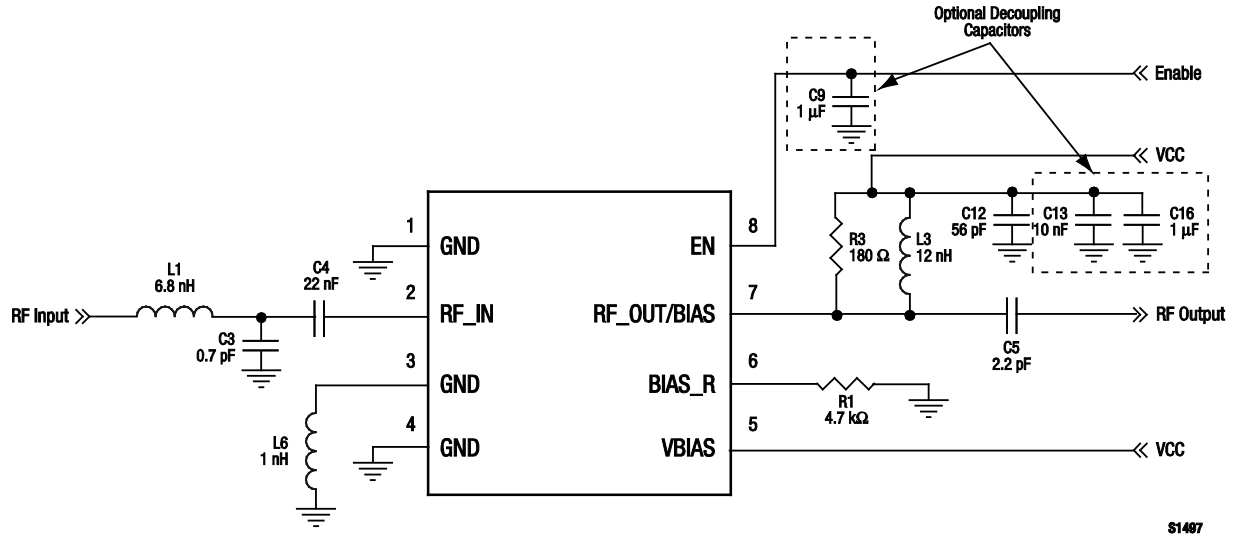 Optional Decoupling
Capacitors
Enable
C9
1 μF
VCC
C12
56 pF
C13
10 nF
C16
1 μF
R3
180 Ω
L3
12 nH
1
GND
8
EN
L1
6.8 nH
C4
22 nF
2
RF_IN
7
RF_OUT/BIAS
RF Input
RF Output
C3
0.7 pF
C5
2.2 pF
3
GND
6
BIAS_R
R1
4.7 kΩ
4
GND
5
VBIAS
VCC
L6
1 nH
S1497